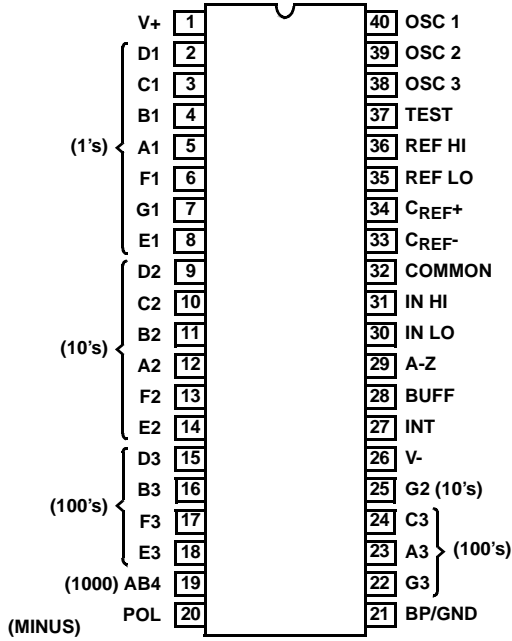 V+ 1 40 OSC 1
D1 2 39 OSC 2
C1 3 38 OSC 3
B1 4 37 TEST
(1's) A1 5 36 REF HI
F1 6 35 REF LO
G1 7 34 CREF+
E1 8 33 CREF-
D2 9 32 COMMON
C2 10 31 IN HI
B2 11 30 IN LO
(10's) A2 12 29 A-Z
F2 13 28 BUFF
E2 14 27 INT
D3 15 26 V-
B3 16 25 G2 (10's)
(100's) F3 17 24 C3
E3 18 23 A3 (100's)
(1000) AB4 19 22 G3
(MINUS) POL 20 21 BP/GND